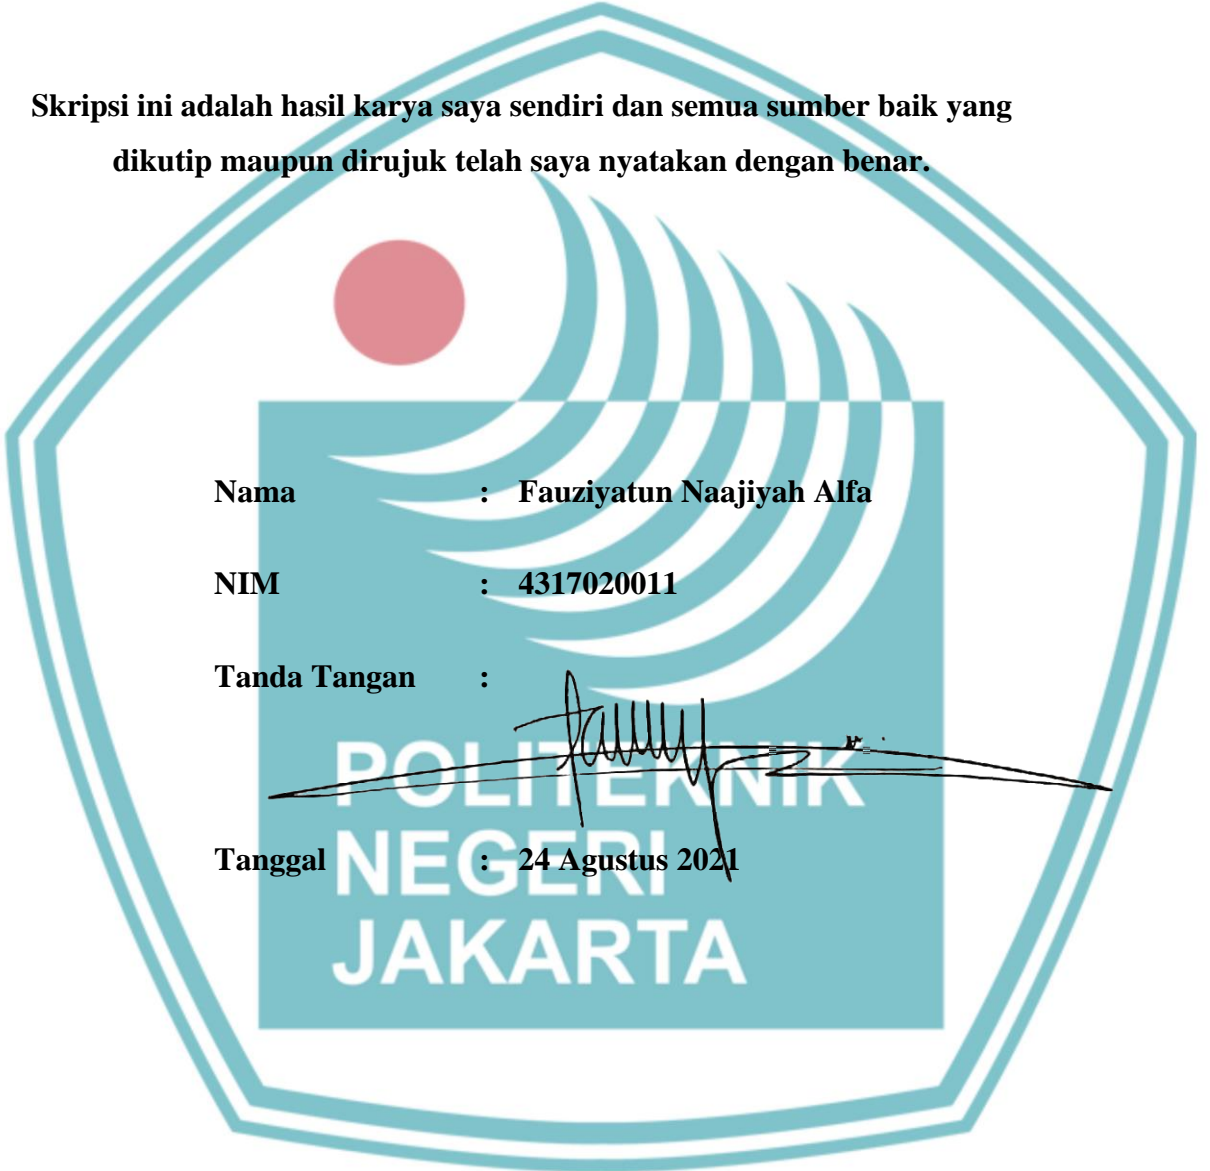 Skripsi ini adalah hasil karya saya sendiri dan semua sumber baik yang
dikutip maupun dirujuk telah saya nyatakan dengan benar.
Nama : Fauziyatun Naajiyah Alfa
NIM : 4317020011
Tanda Tangan :
POLITEKNIK
Tanggal : 24 Agustus 2021
NEGERI
JAKARTA